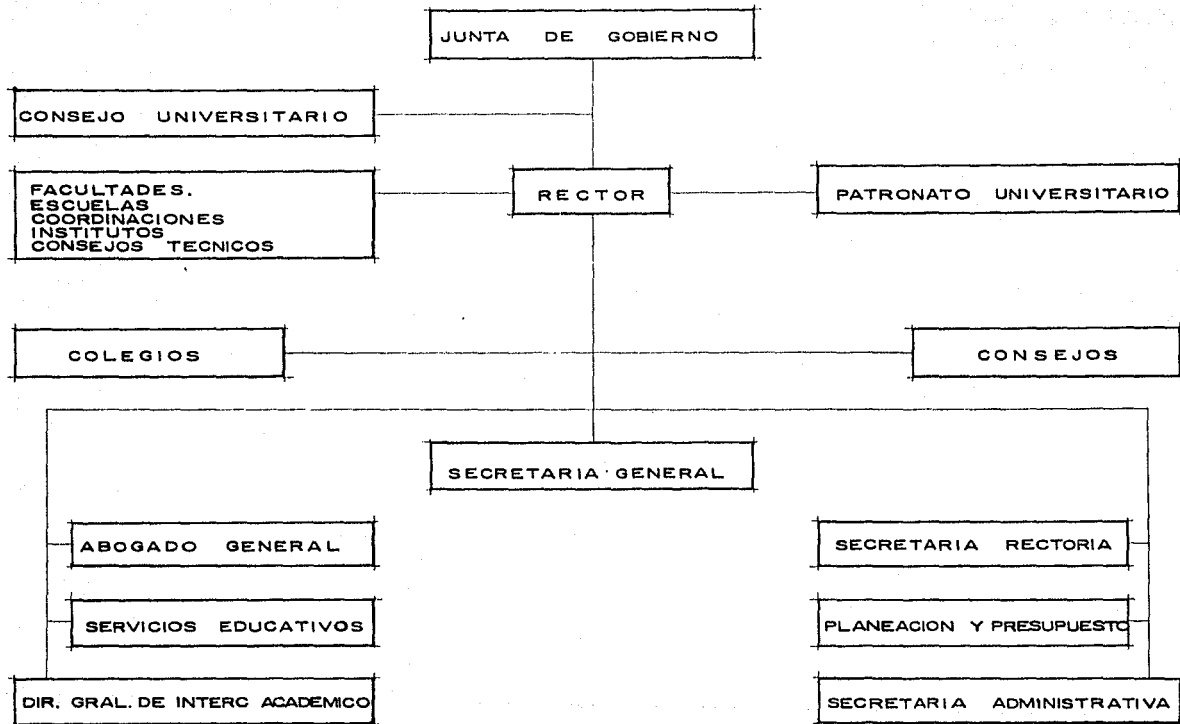 JUNTA DE GOBIERNO
CONSEJO UNIVERSITARIO
FACULTADES.
ESCUELAS
COORDINACIONES
INSTITUTOS
CONSEJOS TECNICOS
RECTOR
PATRONATO UNIVERSITARIO
COLEGIOS
CONSEJOS
SECRETARIA GENERAL
ABOGADO GENERAL
SECRETARIA RECTORIA
SERVICIOS EDUCATIVOS
PLANEACION Y PRESUPUESTO
DIR. GRAL. DE INTERC ACADEMICO
SECRETARIA ADMINISTRATIVA